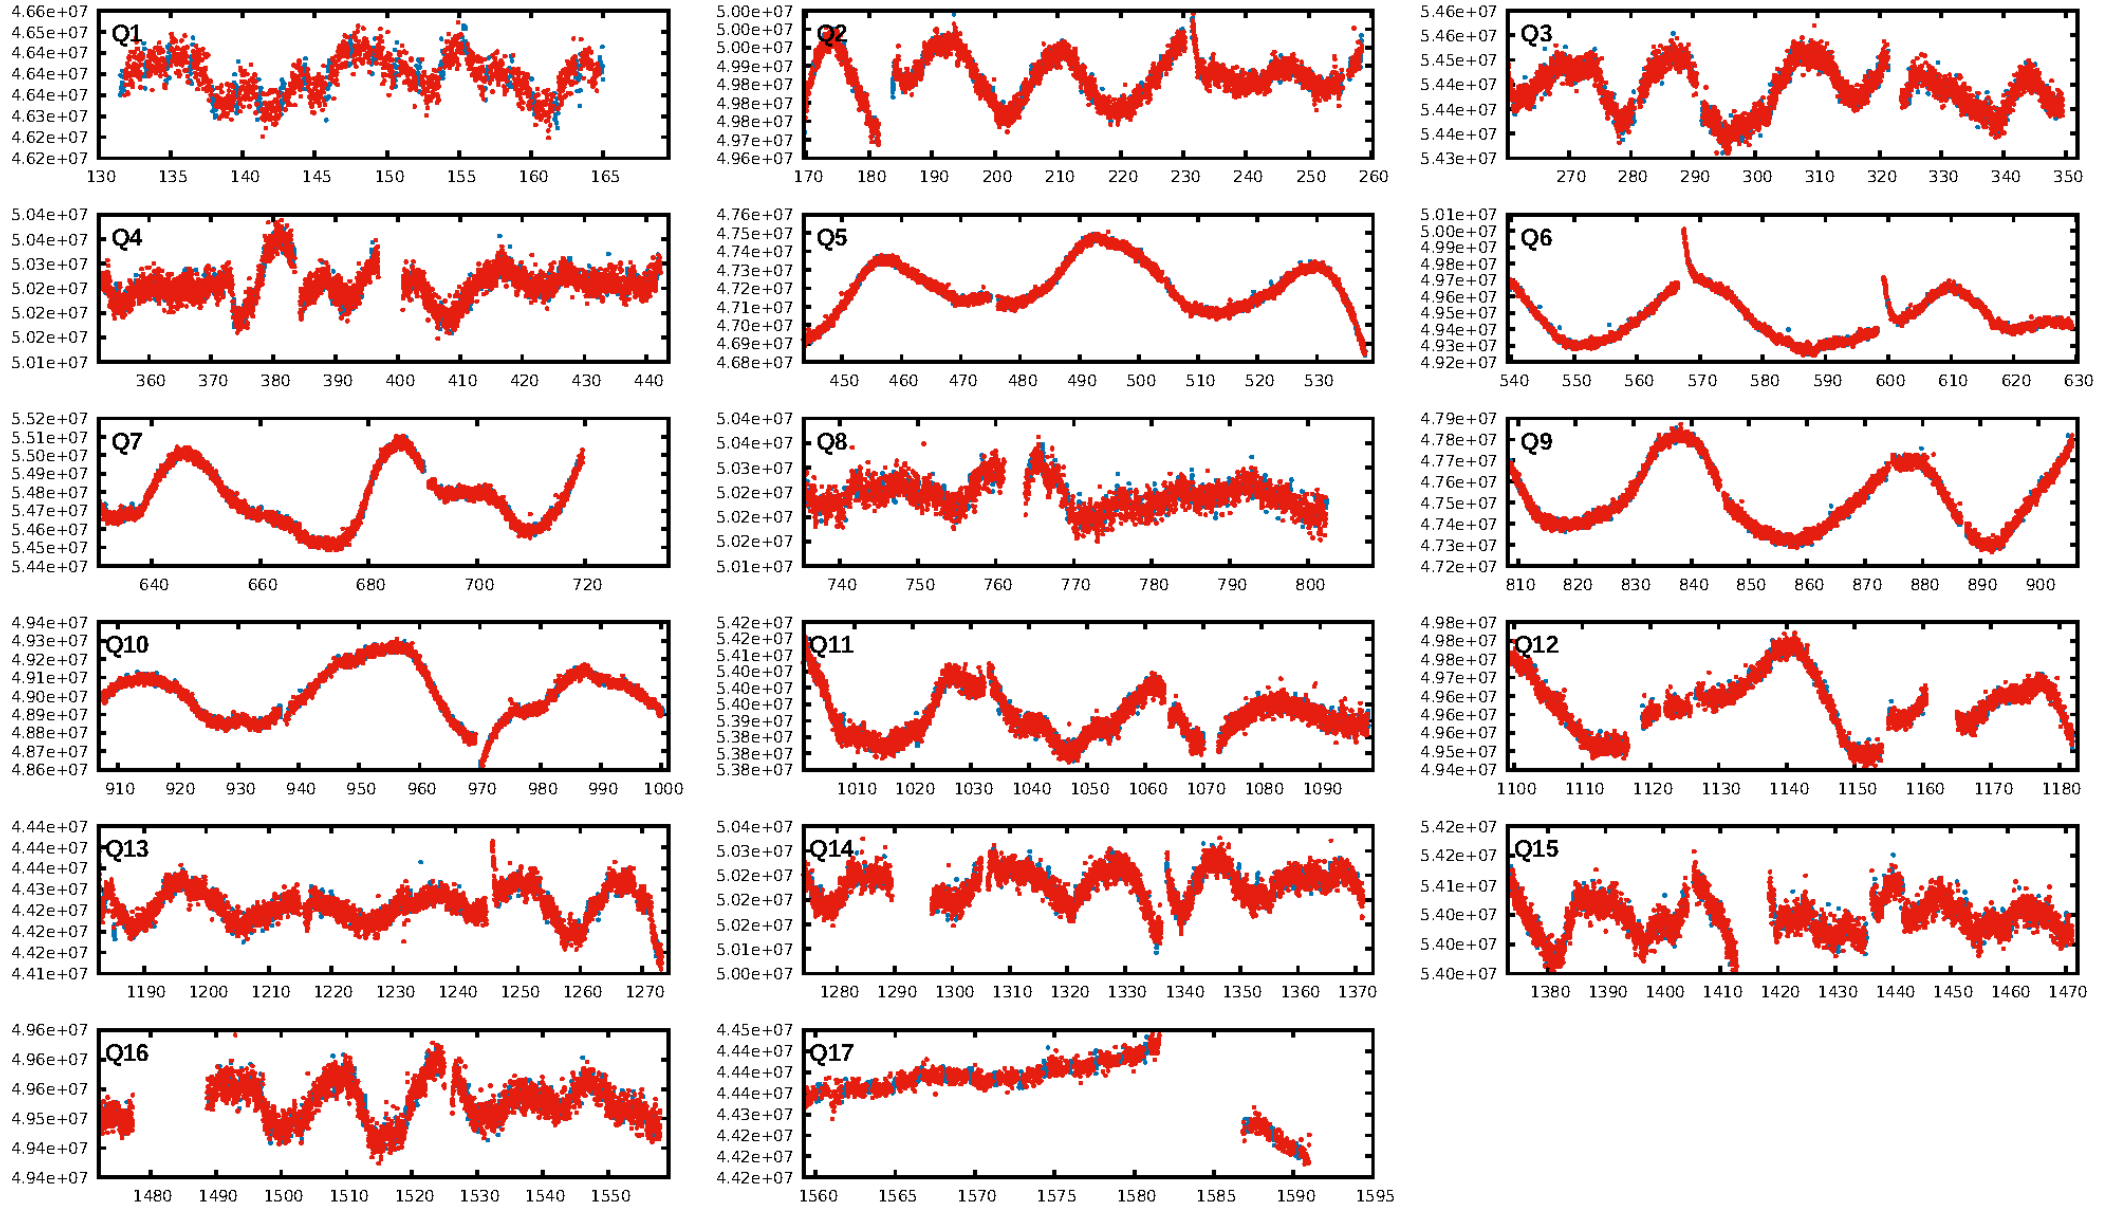 Q1
4.66e+07
4.65e+07
4.64e+07
4.64e+07
4.64e+07
4.63e+07
4.62e+07
4.62e+07
130 135 140 145 150 155 160 165
Q2
5.00e+07
5.00e+07
5.00e+07
4.99e+07
4.99e+07
4.98e+07
4.98e+07
4.97e+07
4.96e+07
170 180 190 200 210 220 230 240 250 260
Q3
5.46e+07
5.46e+07
5.45e+07
5.44e+07
5.44e+07
5.44e+07
5.43e+07
270 280 290 300 310 320 330 340 350
Q4
5.04e+07
5.04e+07
5.03e+07
5.02e+07
5.02e+07
5.02e+07
5.01e+07
360 370 380 390 400 410 420 430 440
Q5
4.76e+07
4.75e+07
4.73e+07
4.72e+07
4.71e+07
4.70e+07
4.69e+07
4.68e+07
450 460 470 480 490 500 510 520 530
Q6
5.01e+07
5.00e+07
4.99e+07
4.98e+07
4.97e+07
4.96e+07
4.95e+07
4.94e+07
4.93e+07
4.92e+07
540 550 560 570 580 590 600 610 620 630
Q7
5.52e+07
5.51e+07
5.50e+07
5.49e+07
5.48e+07
5.47e+07
5.46e+07
5.45e+07
5.44e+07
640 660 680 700 720
Q8
5.04e+07
5.04e+07
5.03e+07
5.02e+07
5.02e+07
5.02e+07
5.01e+07
740 750 760 770 780 790 800
Q9
4.79e+07
4.78e+07
4.77e+07
4.76e+07
4.75e+07
4.74e+07
4.73e+07
4.72e+07
810 820 830 840 850 860 870 880 890 900
Q10
4.94e+07
4.93e+07
4.92e+07
4.91e+07
4.90e+07
4.89e+07
4.88e+07
4.87e+07
4.86e+07
910 920 930 940 950 960 970 980 990 1000
Q11
5.42e+07
5.42e+07
5.41e+07
5.40e+07
5.40e+07
5.40e+07
5.39e+07
5.38e+07
5.38e+07
5.38e+07
1010 1020 1030 1040 1050 1060 1070 1080 1090
Q12
4.98e+07
4.98e+07
4.98e+07
4.97e+07
4.96e+07
4.96e+07
4.95e+07
4.95e+07
4.94e+07
1100 1110 1120 1130 1140 1150 1160 1170 1180
Q13
4.44e+07
4.44e+07
4.44e+07
4.43e+07
4.42e+07
4.42e+07
4.42e+07
4.41e+07
1190 1200 1210 1220 1230 1240 1250 1260 1270
Q14
5.04e+07
5.03e+07
5.02e+07
5.02e+07
5.02e+07
5.01e+07
5.00e+07
1280 1290 1300 1310 1320 1330 1340 1350 1360 1370
Q15
5.42e+07
5.42e+07
5.41e+07
5.40e+07
5.40e+07
5.40e+07
1380 1390 1400 1410 1420 1430 1440 1450 1460 1470
Q16
4.96e+07
4.96e+07
4.96e+07
4.95e+07
4.94e+07
4.94e+07
1480 1490 1500 1510 1520 1530 1540 1550
Q17
4.45e+07
4.44e+07
4.44e+07
4.44e+07
4.43e+07
4.42e+07
4.42e+07
4.42e+07
1560 1565 1570 1575 1580 1585 1590 1595